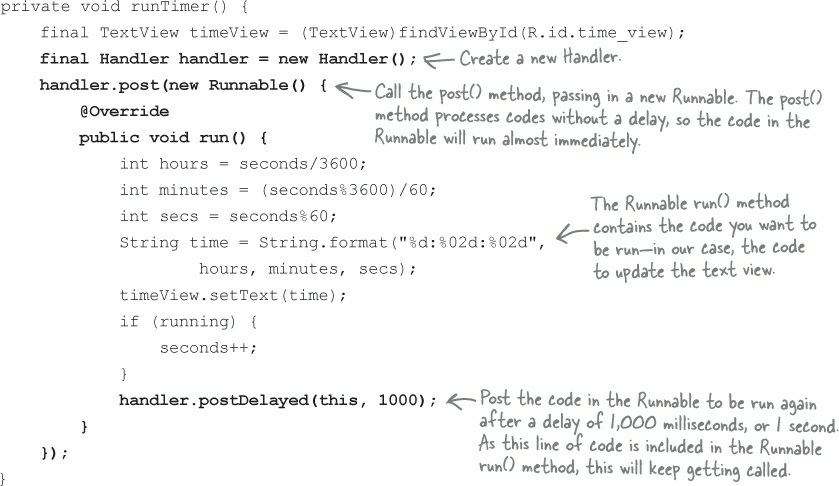 private void runTimer() {
final TextView timeView = (TextView)findViewById(R.id.time_view);
final Handler handler = new Handler();
Create a new Handler.
handler.post(new Runnable() {
Call the post() method, passing in a new Runnable. The post()
method processes codes without a delay, so the code in the
Runnable will run almost immediately.
@Override
public void run() {
int hours = seconds/3600;
int minutes = (seconds%3600)/60;
int secs = seconds%60;
String time = String.format("%d:%02d:%02d",
hours, minutes, secs);
The Runnable run() method
contains the code you want to
be run—in our case, the code
to update the text view.
timeView.setText(time);
if (running) {
seconds++;
}
handler.postDelayed(this, 1000);
Post the code in the Runnable to be run again
after a delay of 1,000 milliseconds, or 1 second.
As this line of code is included in the Runnable
run() method, this will keep getting called.
}
});
}